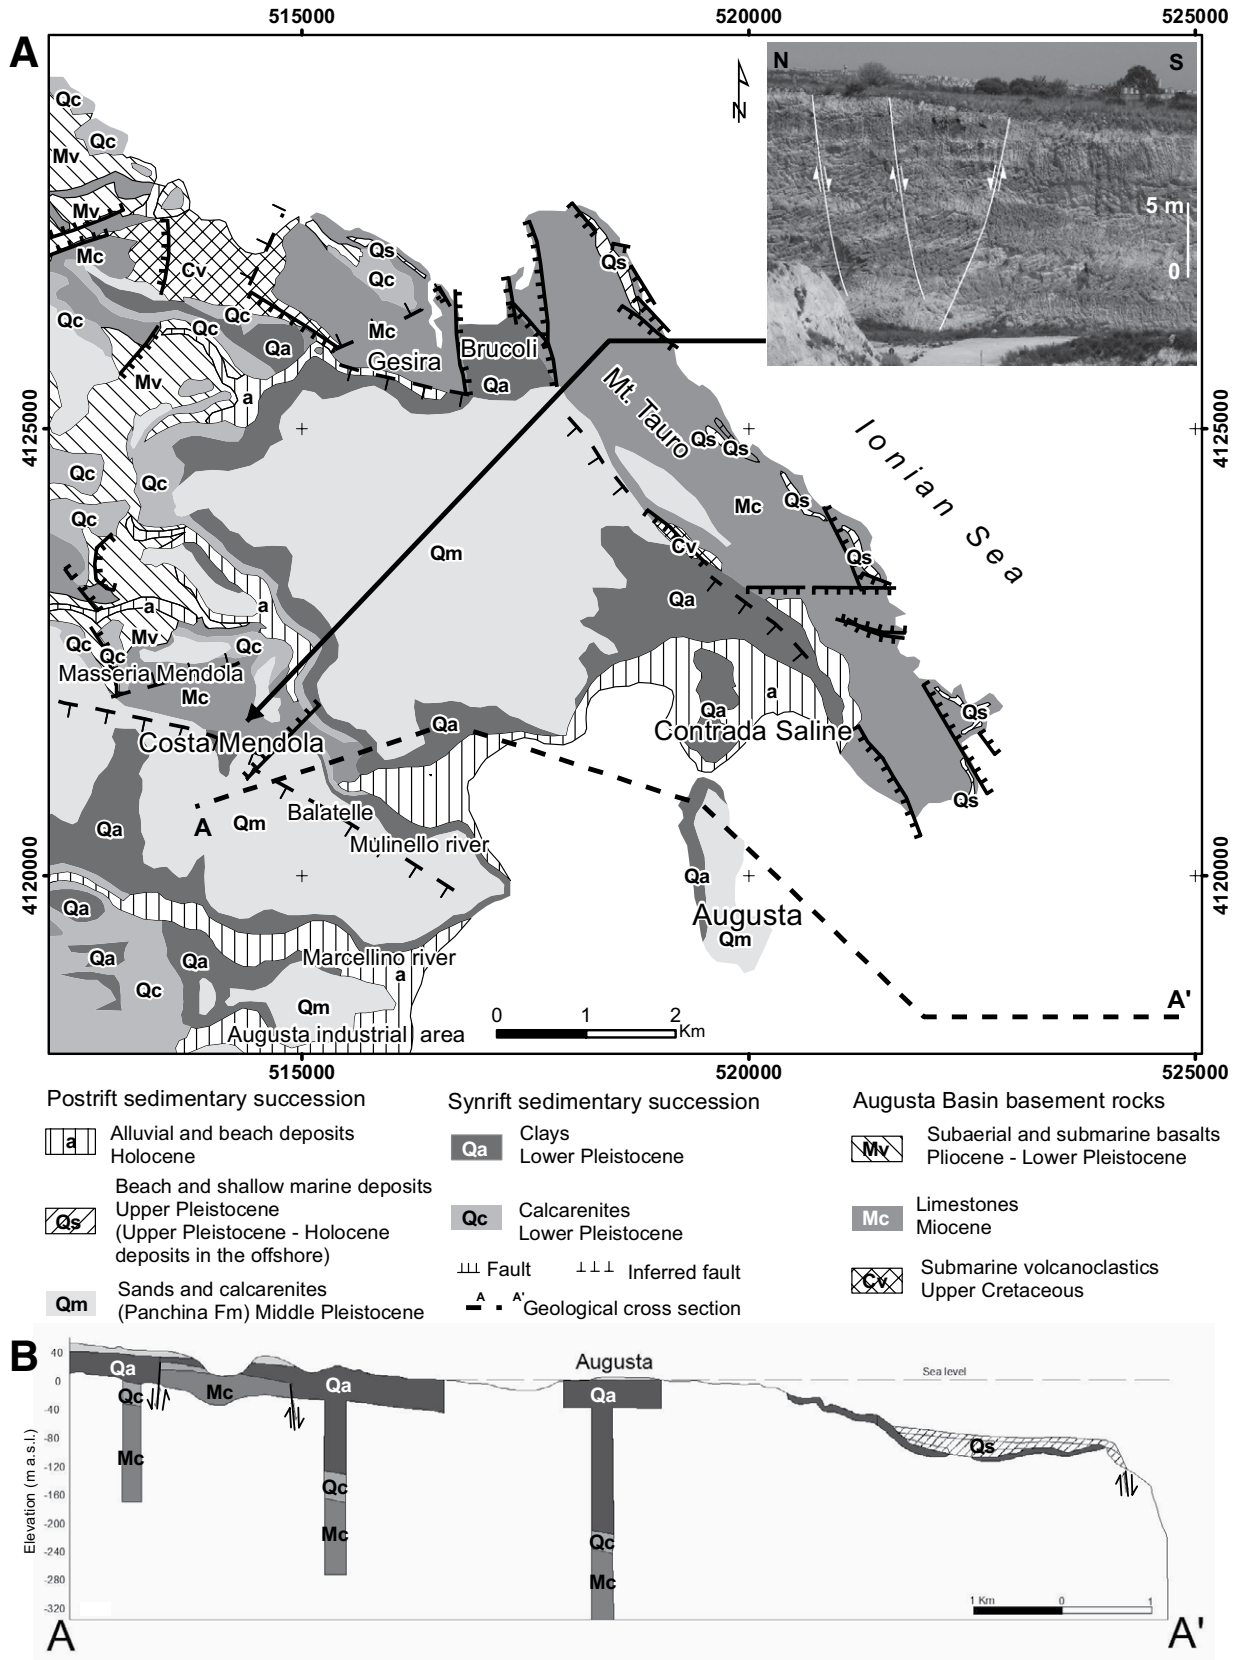 515000
520000
525000
A
N
N
S
5 m
0
Qc
Qc
Mv
Mv
Mc
Cv
Qs
Qc
Qs
Qc
Qc
Qc
Mc
Qa
Gesira
Brucoli
Qa
Mv
a
Mt. Tauro
Qs
Qs
Ionian Sea
4125000
4125000
Qc
Qc
Qs
Mc
Qc
Qm
Cv
Qs
a
a
Qa
Qc
Qc
Mv
Qc
Masseria Mendola
Mc
a
Qa
Qa
Contrada Saline
Qs
Costa Mendola
Qs
A
Qm
Balatelle
Qa
Mulinello river
4120000
4120000
Qa
Qa
Augusta
Qm
Qa
Qa
Marcellino river
a
Qc
Qm
A'
0 1 2
Km
Augusta industrial area
515000
520000
525000
Postrift sedimentary succession
a
Alluvial and beach deposits
Holocene
Qs
Beach and shallow marine deposits
Upper Pleistocene
(Upper Pleistocene - Holocene
deposits in the offshore)
Qm
Sands and calcarenites
(Panchina Fm) Middle Pleistocene
Synrift sedimentary succession
Qa
Clays
Lower Pleistocene
Qc
Calcarenites
Lower Pleistocene
Fault
Inferred fault
A A'
Geological cross section
Augusta Basin basement rocks
Mv
Subaerial and submarine basalts
Pliocene - Lower Pleistocene
Mc
Limestones
Miocene
Cv
Submarine volcanoclastics
Upper Cretaceous
B
Elevation (m a.s.l.)
40
0
-40
-80
-120
-160
-200
-240
-280
-320
Qa
Qc
Mc
Mc
Qa
Qc
Mc
Augusta
Qa
Qc
Mc
Sea level
Qs
1 Km 0 1
A
A'